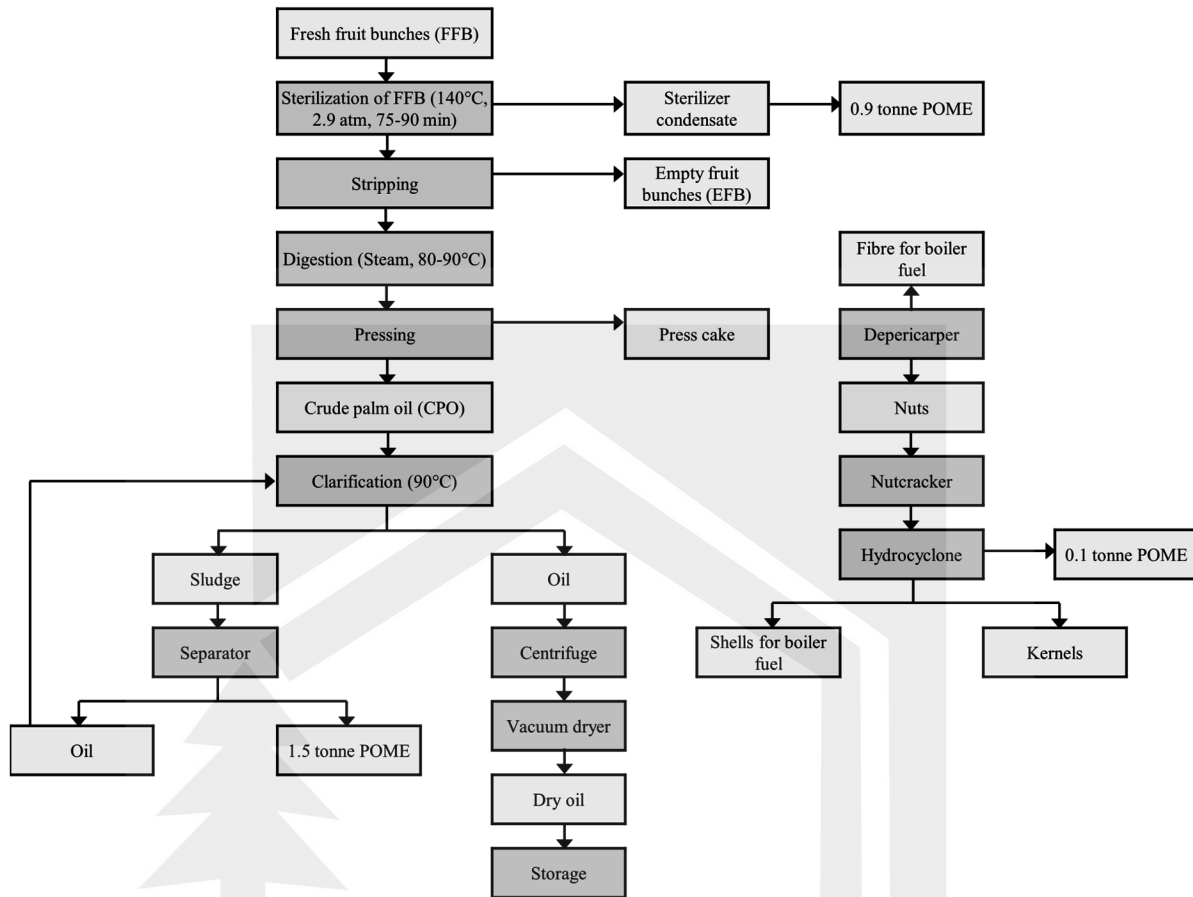 Fresh fruit bunches (FFB)
Sterilization of FFB (140°C,
2.9 atm, 75-90 min)
Sterilizer
condensate
0.9 tonne POME
Stripping
Empty fruit
bunches (EFB)
Digestion (Steam, 80-90°C)
Fibre for boiler
fuel
Pressing
Press cake
Depericarper
Crude palm oil (CPO)
Nuts
Clarification (90°C)
Nutcracker
Sludge
Oil
Hydrocyclone
0.1 tonne POME
Separator
Centrifuge
Shells for boiler
fuel
Kernels
Oil
1.5 tonne POME
Vacuum dryer
Dry oil
Storage